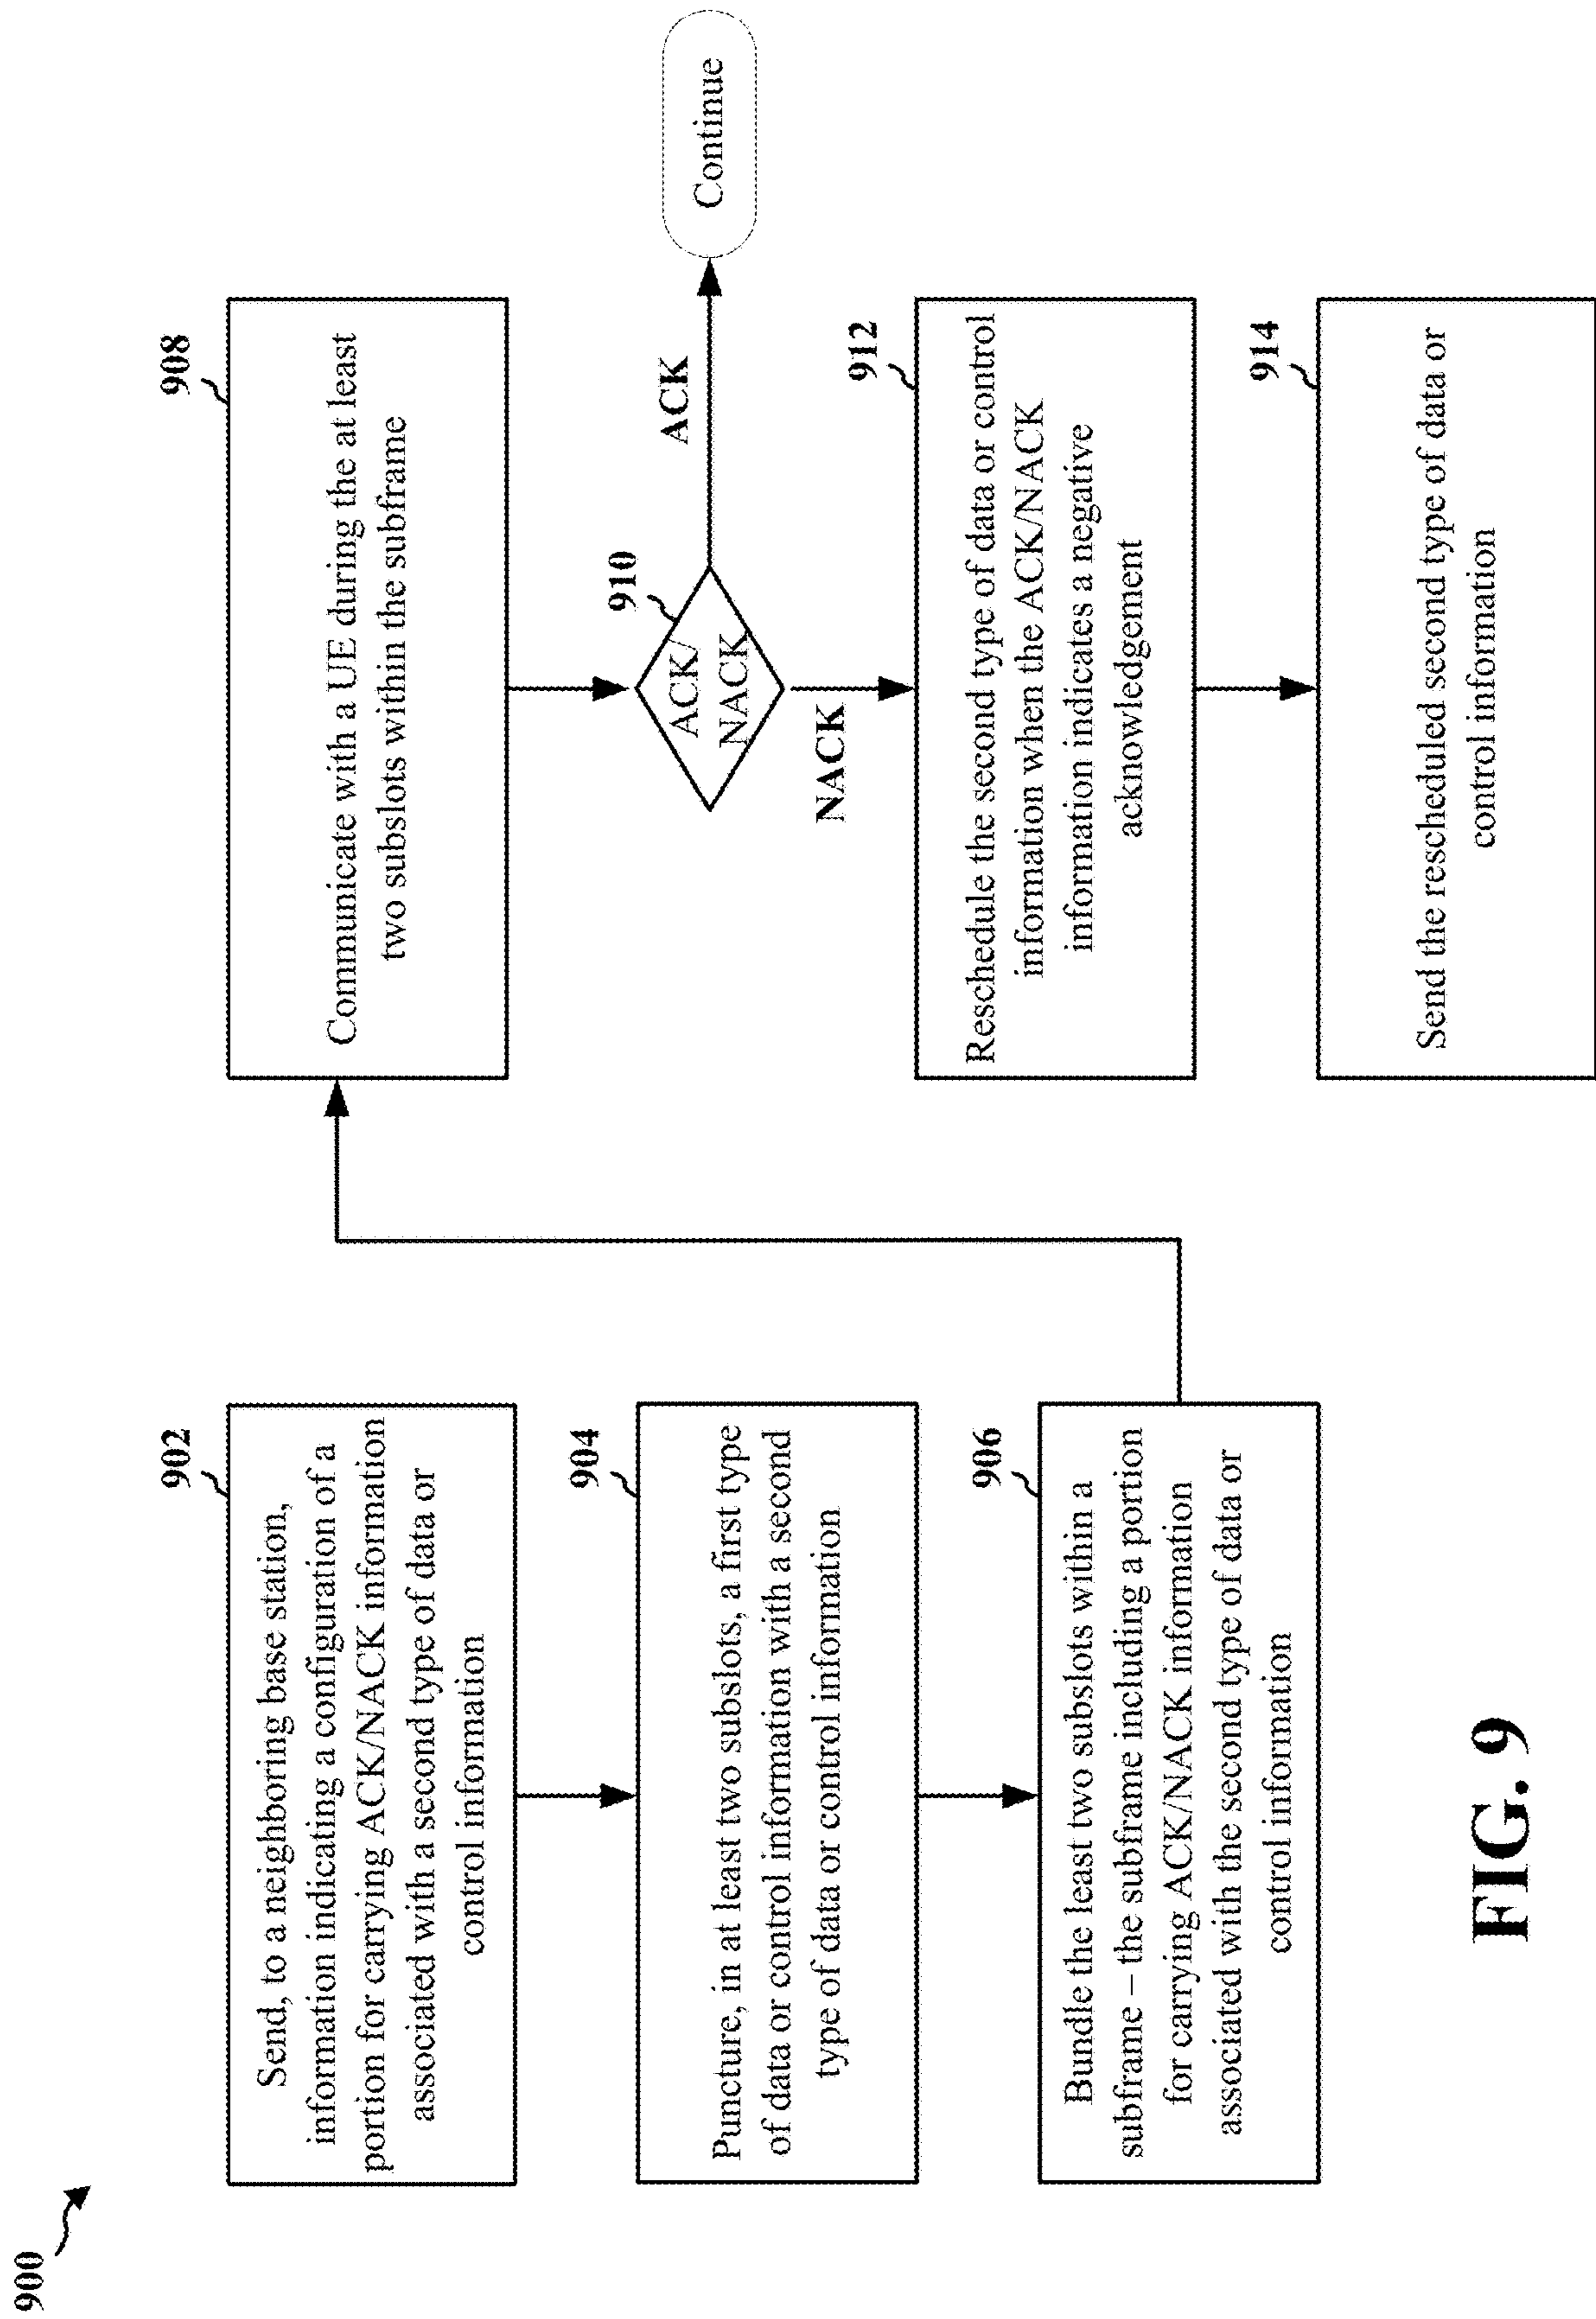 900
902
Send, to a neighboring base station,
information indicating a configuration of a
portion for carrying ACK/NACK information
associated with a second type of data or
control information
904
Puncture, in at least two subslots, a first type
of data or control information with a second
type of data or control information
906
Bundle the least two subslots within a
subframe – the subframe including a portion
for carrying ACK/NACK information
associated with the second type of data or
control information
908
Communicate with a UE during the at least
two subslots within the subframe
910
ACK/
NACK
ACK
Continue
NACK
912
Reschedule the second type of data or control
information when the ACK/NACK
information indicates a negative
acknowledgement
914
Send the rescheduled second type of data or
control information
FIG. 9